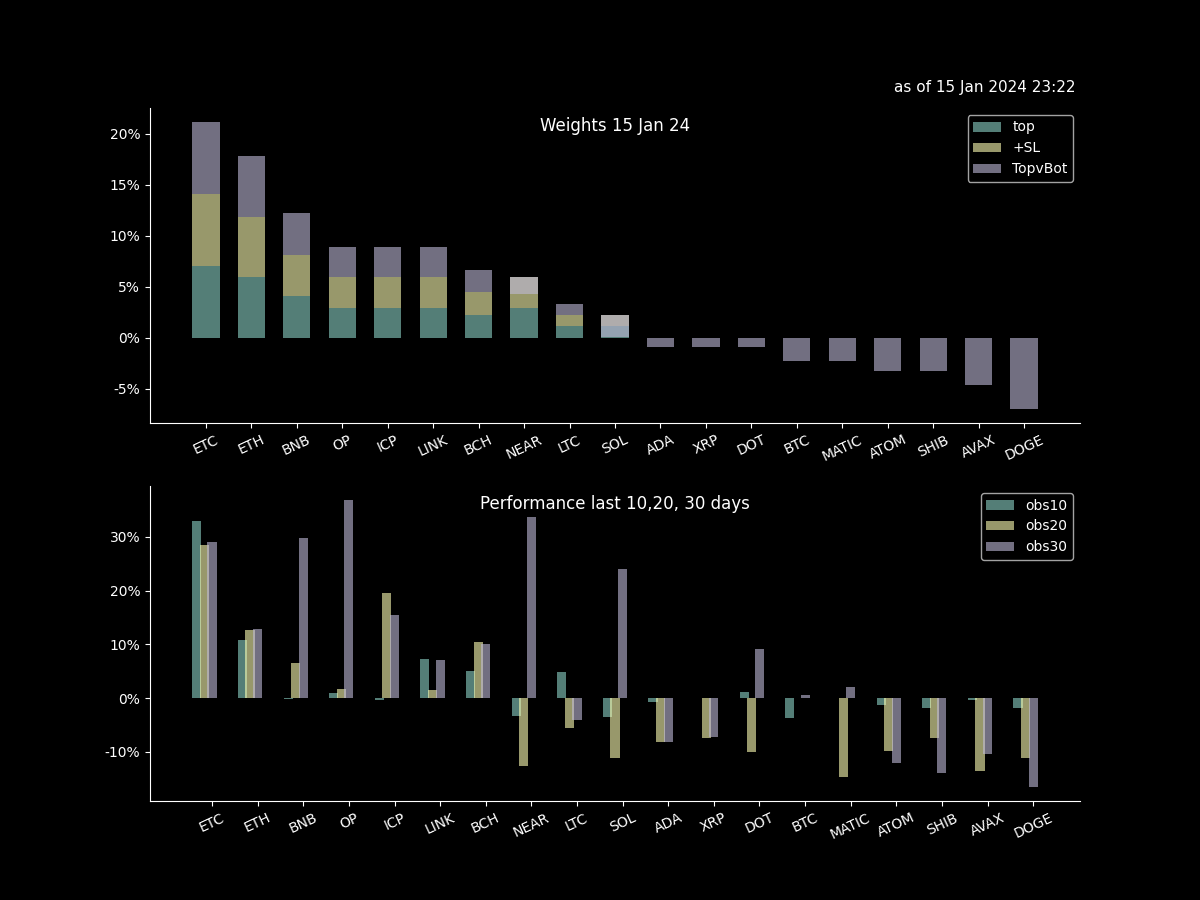 as of 15 Jan 2024 23:22
Weights 15 Jan 24
top
+SL
TopvBot
20%
15%
10%
5%
0%
-5%
ETC ETH BNB OP ICP LINK BCH NEAR LTC SOL ADA XRP DOT BTC MATIC ATOM SHIB AVAX DOGE
Performance last 10,20, 30 days
obs10
obs20
obs30
30%
20%
10%
0%
-10%
ETC ETH BNB OP ICP LINK BCH NEAR LTC SOL ADA XRP DOT BTC MATIC ATOM SHIB AVAX DOGE